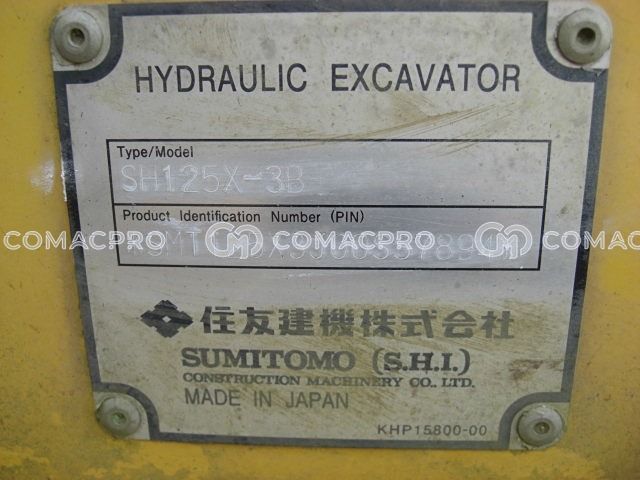 HYDRAULIC EXCAVATOR
Type/Model
SH125X-3B
Product Identification Number (PIN)
COMACPRO COMACPRO COMACPRO
住友建機株式会社
SUMITOMO (S.H.I.)
CONSTRUCTION MACHINERY CO., LTD.
MADE IN JAPAN
KHP15800-00